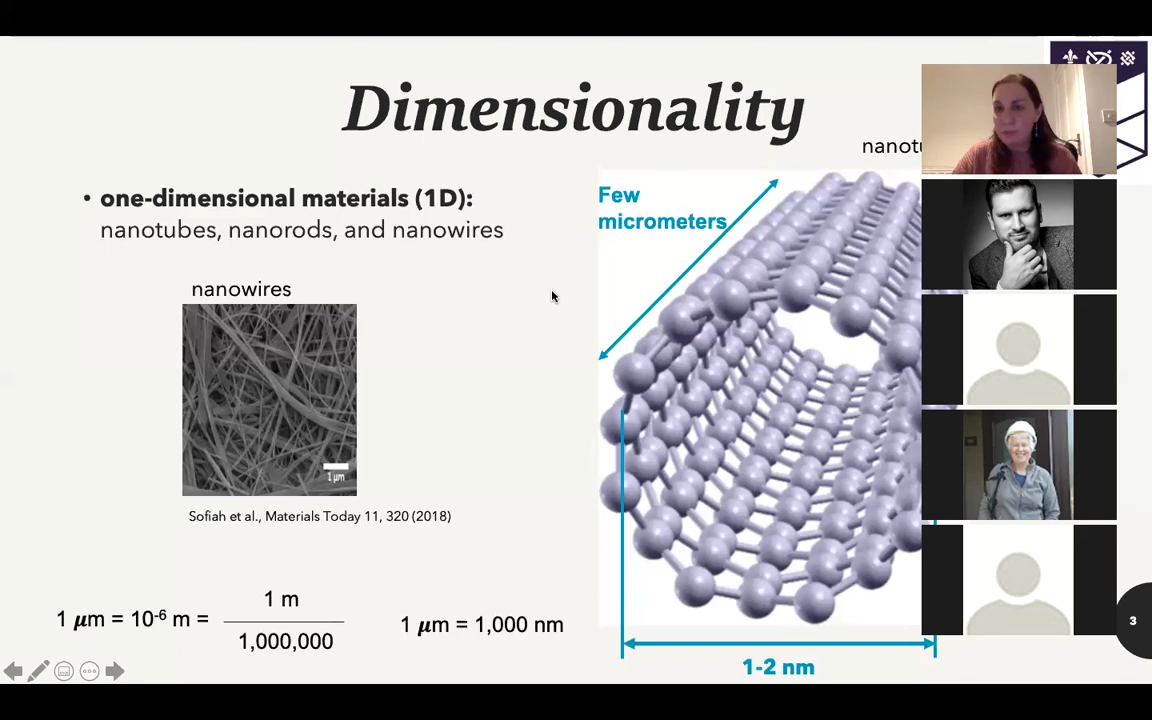 Dimensionality
nanotu
• one-dimensional materials (1D):
nanotubes, nanorods, and nanowires
Few
micrometers
nanowires
1 μm
Sofiah et al., Materials Today 11, 320 (2018)
1 𝝁m = 10⁻⁶ m = 1 m
1,000,000
1 𝝁m = 1,000 nm
1-2 nm
3